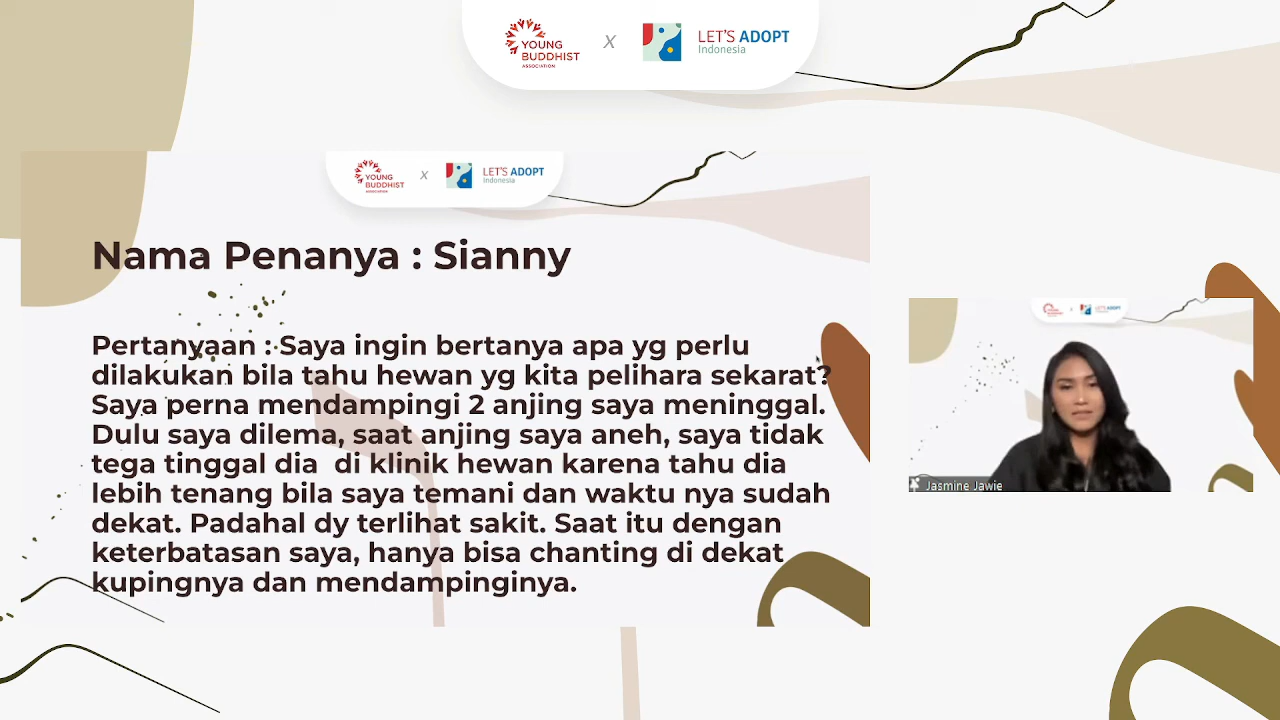 YOUNG
BUDDHIST
ASSOCIATION
X
LET'S ADOPT
Indonesia
YOUNG
BUDDHIST
ASSOCIATION
X
LET'S ADOPT
Indonesia
Nama Penanya : Sianny
Pertanyaan : Saya ingin bertanya apa yg perlu
dilakukan bila tahu hewan yg kita pelihara sekarat?
Saya perna mendampingi 2 anjing saya meninggal.
Dulu saya dilema, saat anjing saya aneh, saya tidak
tega tinggal dia di klinik hewan karena tahu dia
lebih tenang bila saya temani dan waktu nya sudah
dekat. Padahal dy terlihat sakit. Saat itu dengan
keterbatasan saya, hanya bisa chanting di dekat
kupingnya dan mendampinginya.
LET'S ADOPT
Jasmine Jawie